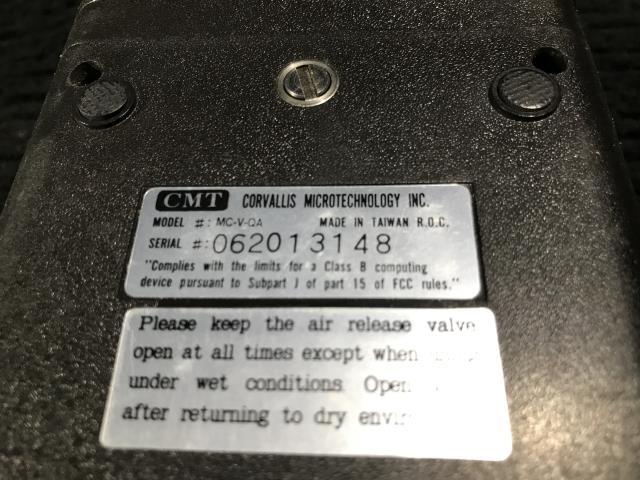 CMT CORVALLIS MICROTECHNOLOGY INC.
MODEL #: MC-V-QA MADE IN TAIWAN R.O.C.
SERIAL #: 062013148
"Complies with the limits for a Class B computing
device pursuant to Subpart J of part 15 of FCC rules."
Please keep the air release valve
open at all times except when
under wet conditions. Open
after returning to dry